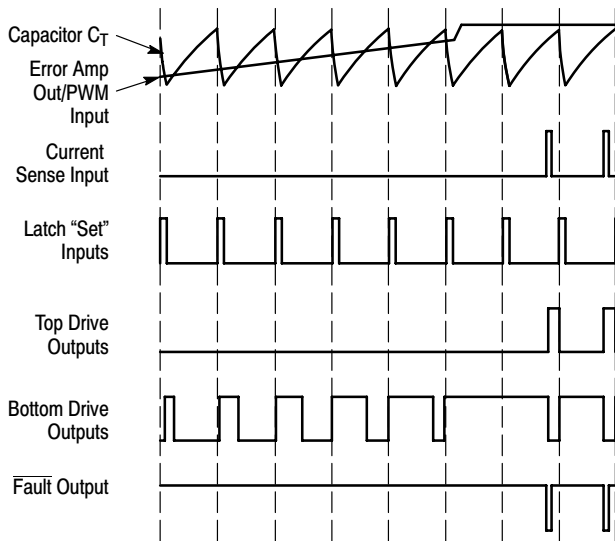 Capacitor CT
Error Amp
Out/PWM
Input
Current
Sense Input
Latch “Set”
Inputs
Top Drive
Outputs
Bottom Drive
Outputs
Fault Output